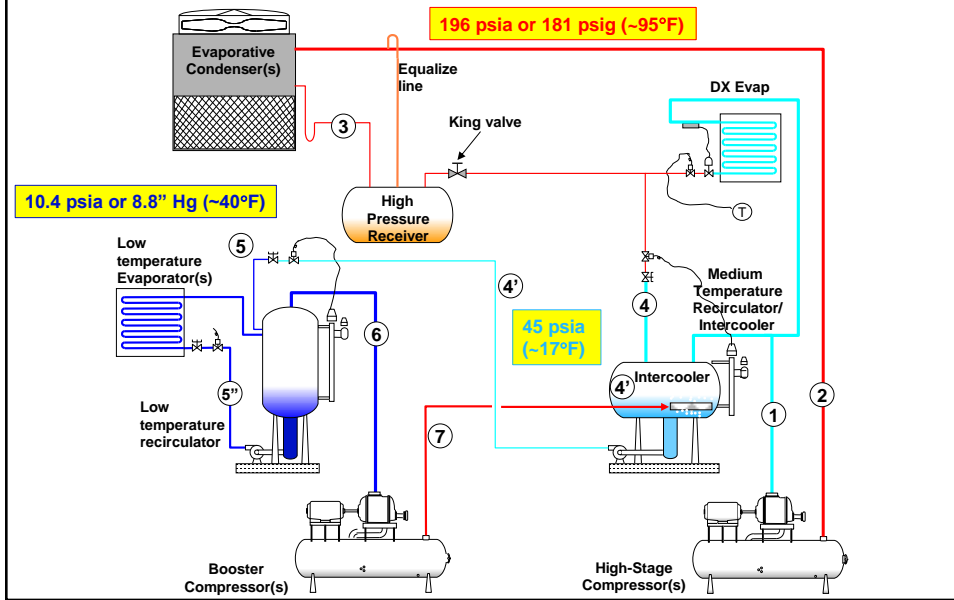 196 psia or 181 psig (~95°F)
Evaporative
Condenser(s)
Equalize
line
DX Evap
3
King valve
10.4 psia or 8.8” Hg (~40°F)
High
Pressure
Receiver
T
Low
temperature
Evaporator(s)
5
4’
4
Medium
Temperature
Recirculator/
Intercooler
6
45 psia
(~17°F)
Intercooler
4’
5”
Low
temperature
recirculator
7
1
2
Booster
Compressor(s)
High-Stage
Compressor(s)